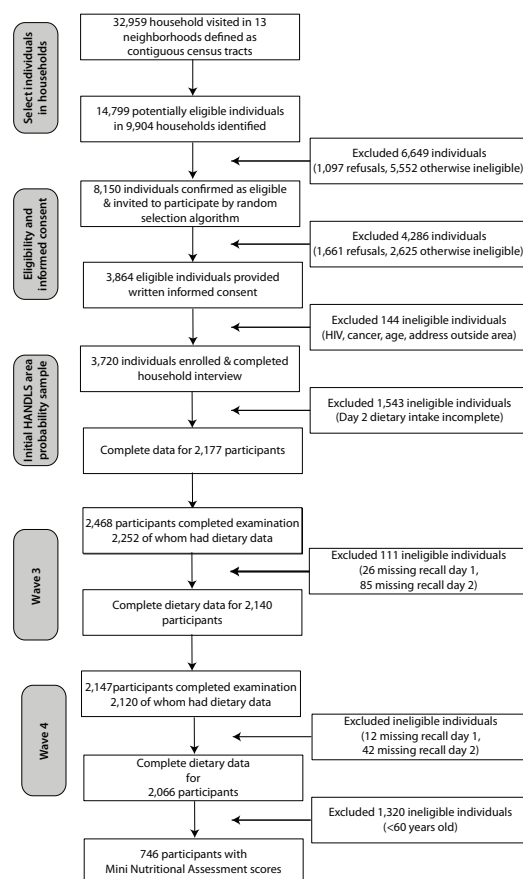 Select individuals
in households
32,959 household visited in 13
neighborhoods defined as
contiguous census tracts
14,799 potentially eligible individuals
in 9,904 households identified
Excluded 6,649 individuals
(1,097 refusals, 5,552 otherwise ineligible)
Eligibility and
informed consent
8,150 individuals confirmed as eligible
& invited to participate by random
selection algorithm
Excluded 4,286 individuals
(1,661 refusals, 2,625 otherwise ineligible)
3,864 eligible individuals provided
written informed consent
Excluded 144 ineligible individuals
(HIV, cancer, age, address outside area)
Initial HANDLS area
probability sample
3,720 individuals enrolled & completed
household interview
Excluded 1,543 ineligible individuals
(Day 2 dietary intake incomplete)
Complete data for 2,177 participants
Wave 3
2,468 participants completed examination
2,252 of whom had dietary data
Excluded 111 ineligible individuals
(26 missing recall day 1,
85 missing recall day 2)
Complete dietary data for 2,140
participants
Wave 4
2,147participants completed examination
2,120 of whom had dietary data
Excluded ineligible individuals
(12 missing recall day 1,
42 missing recall day 2)
Complete dietary data
for
2,066 participants
Excluded 1,320 ineligible individuals
(<60 years old)
746 participants with
Mini Nutritional Assessment scores